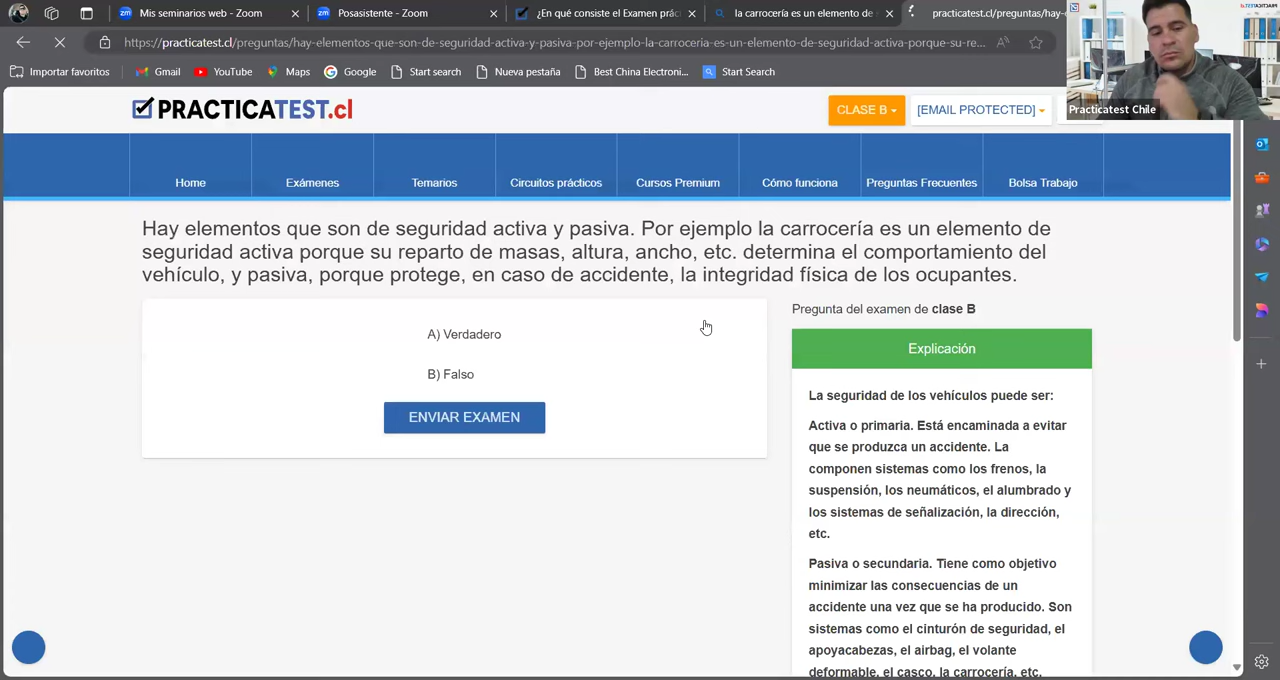 Mis seminarios web - Zoom
Posasistente - Zoom
¿En qué consiste el Examen prác
la carrocería es un elemento de s
practicatest.cl/preguntas/hay-
https://practicatest.cl/preguntas/hay-elementos-que-son-de-seguridad-activa-y-pasiva-por-ejemplo-la-carroceria-es-un-elemento-de-seguridad-activa-porque-su-re...
Importar favoritos
Gmail
YouTube
Maps
Google
Start search
Nueva pestaña
Best China Electroni...
Start Search
Practicatest Chile
PRACTICATEST.cl
CLASE B
[EMAIL PROTECTED]
Home
Exámenes
Temarios
Circuitos prácticos
Cursos Premium
Cómo funciona
Preguntas Frecuentes
Bolsa Trabajo
Hay elementos que son de seguridad activa y pasiva. Por ejemplo la carrocería es un elemento de
seguridad activa porque su reparto de masas, altura, ancho, etc. determina el comportamiento del
vehículo, y pasiva, porque protege, en caso de accidente, la integridad física de los ocupantes.
A) Verdadero
B) Falso
ENVIAR EXAMEN
Pregunta del examen de clase B
Explicación
La seguridad de los vehículos puede ser:
Activa o primaria. Está encaminada a evitar
que se produzca un accidente. La
componen sistemas como los frenos, la
suspensión, los neumáticos, el alumbrado y
los sistemas de señalización, la dirección,
etc.
Pasiva o secundaria. Tiene como objetivo
minimizar las consecuencias de un
accidente una vez que se ha producido. Son
sistemas como el cinturón de seguridad, el
apoyacabezas, el airbag, el volante
deformable, el casco, la carrocería, etc.